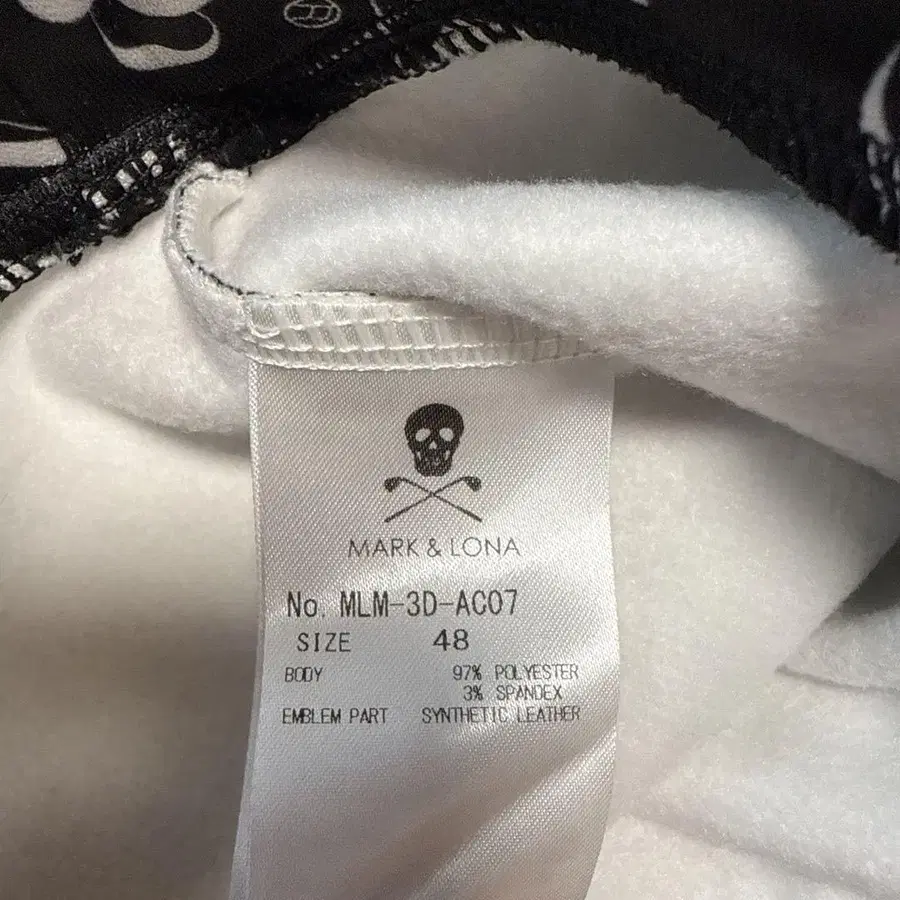 MARK & LONA
No. MLM-3D-AC07
SIZE 48
BODY 97% POLYESTER
3% SPANDEX
EMBLEM PART SYNTHETIC LEATHER